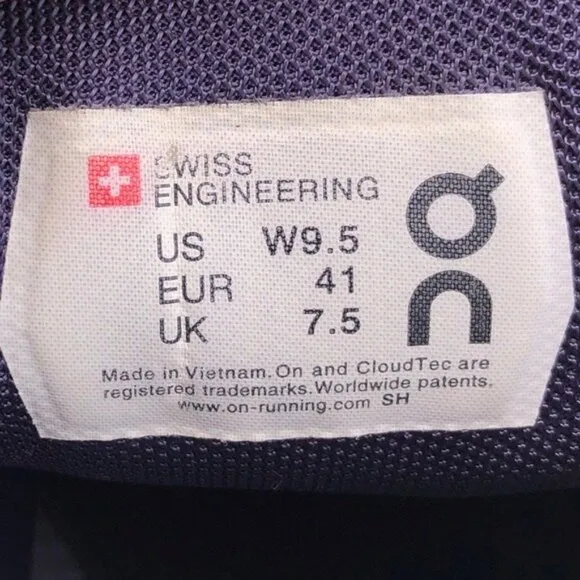 SWISS
ENGINEERING
US W9.5
EUR 41
UK 7.5
On
Made in Vietnam. On and CloudTec are
registered trademarks. Worldwide patents.
www.on-running.com SH